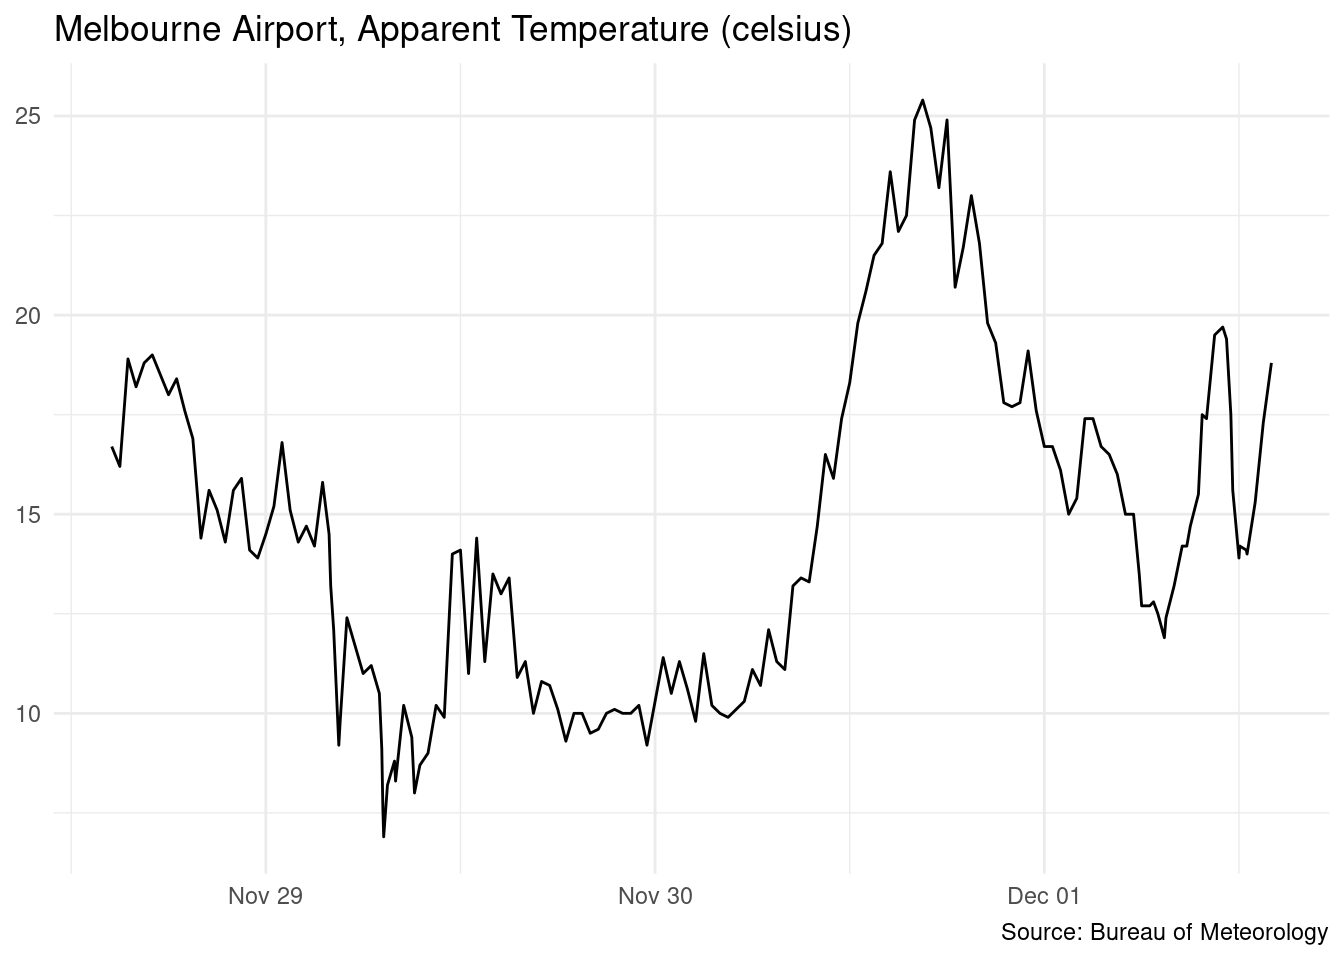 Melbourne Airport, Apparent Temperature (celsius)
25
20
15
10
Nov 29 Nov 30 Dec 01
Source: Bureau of Meteorology